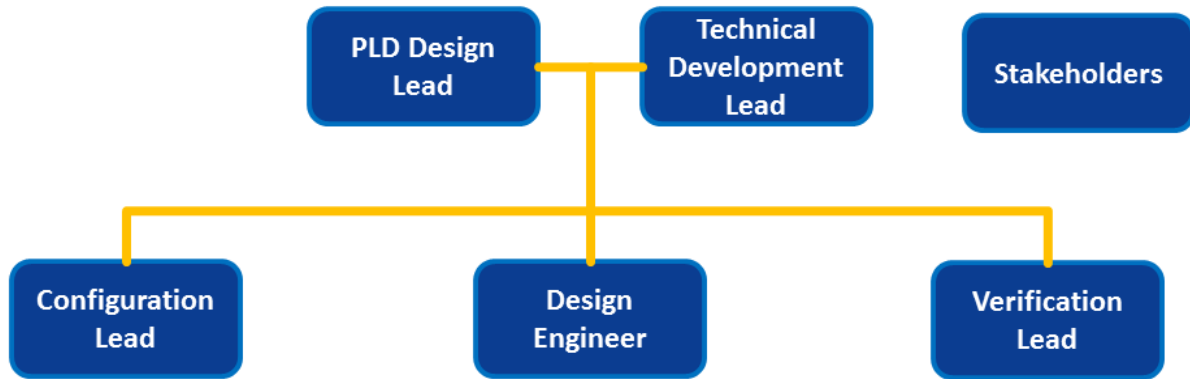 PLD Design
Lead
Technical
Development
Lead
Stakeholders
Configuration
Lead
Design
Engineer
Verification
Lead